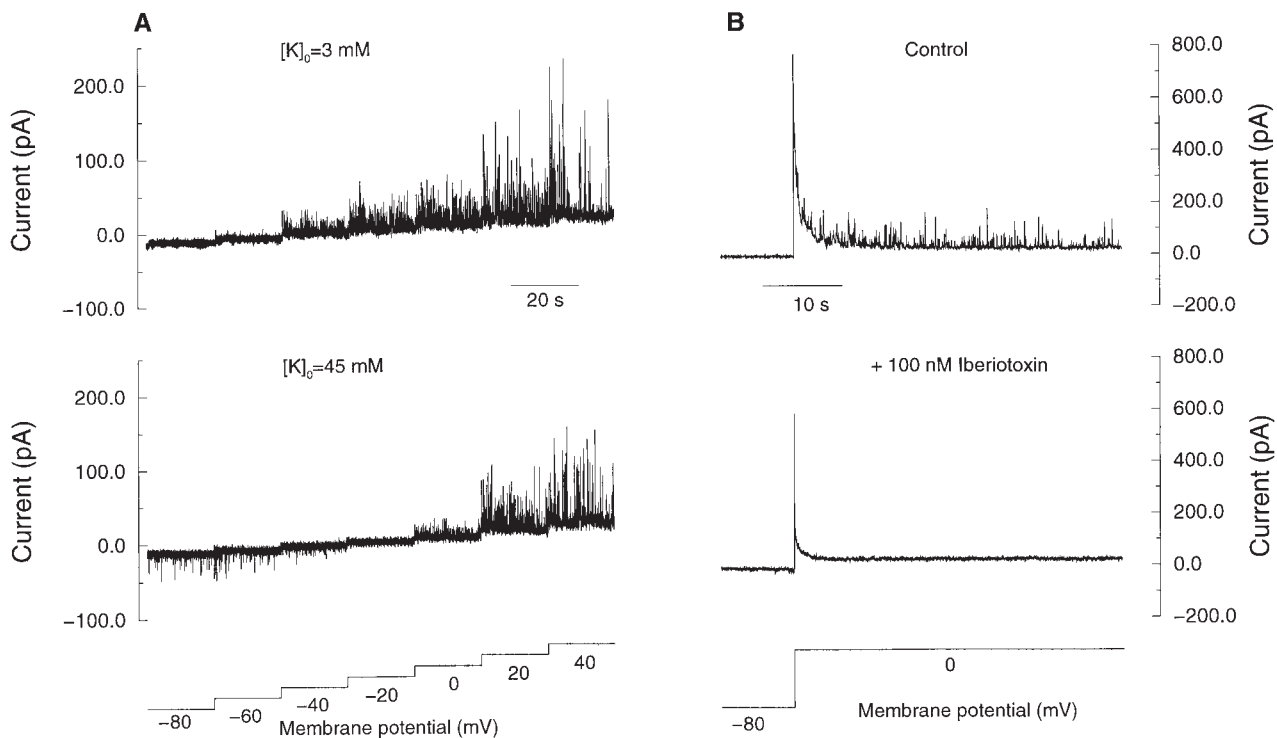 A
[K]₀=3 mM
Current (pA)
200.0
100.0
0.0
−100.0
20 s
[K]₀=45 mM
Current (pA)
200.0
100.0
0.0
−100.0
−80
−60
−40
−20
0
20
40
Membrane potential (mV)
B
Control
800.0
600.0
400.0
200.0
0.0
−200.0
Current (pA)
10 s
+ 100 nM Iberiotoxin
800.0
600.0
400.0
200.0
0.0
−200.0
Current (pA)
0
−80
Membrane potential (mV)